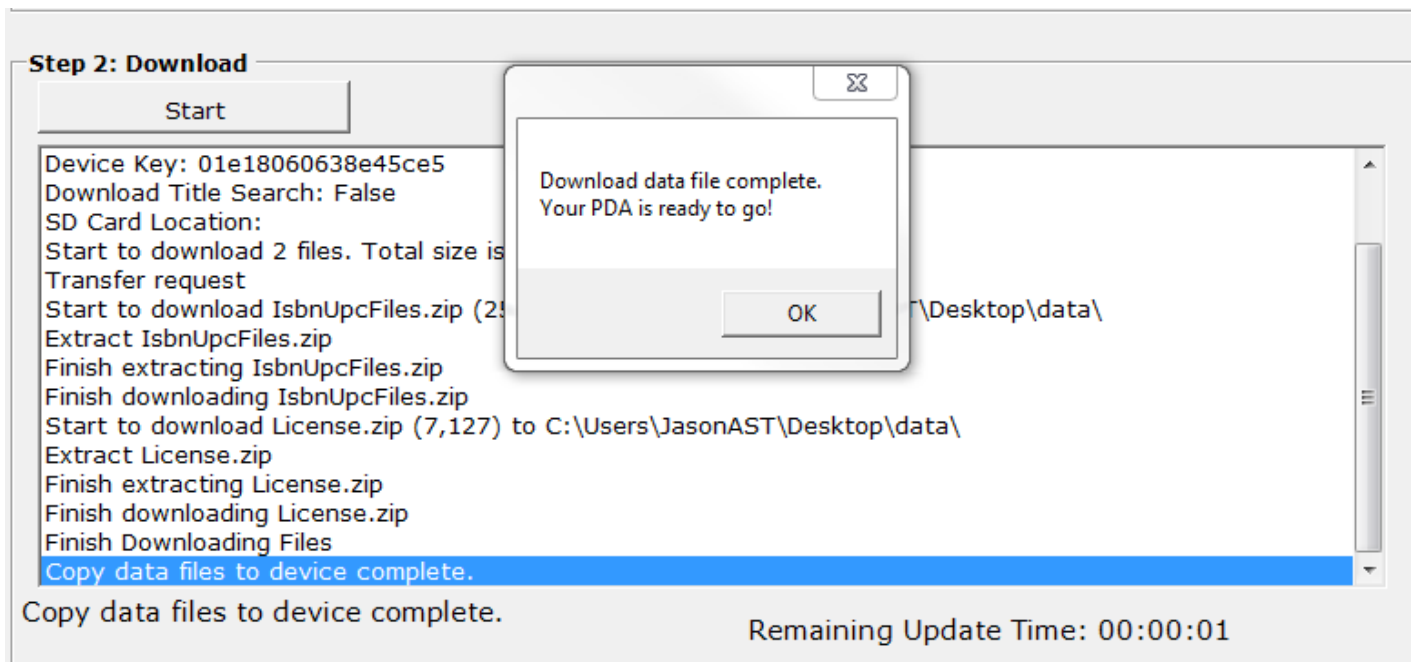 Step 2: Download
Start
Device Key: 01e18060638e45ce5
Download Title Search: False
SD Card Location:
Start to download 2 files. Total size is
Transfer request
Start to download IsbnUpcFiles.zip (25 \Desktop\data\
Extract IsbnUpcFiles.zip
Finish extracting IsbnUpcFiles.zip
Finish downloading IsbnUpcFiles.zip
Start to download License.zip (7,127) to C:\Users\JasonAST\Desktop\data\
Extract License.zip
Finish extracting License.zip
Finish downloading License.zip
Finish Downloading Files
Copy data files to device complete.
Download data file complete.
Your PDA is ready to go!
OK
Copy data files to device complete.
Remaining Update Time: 00:00:01